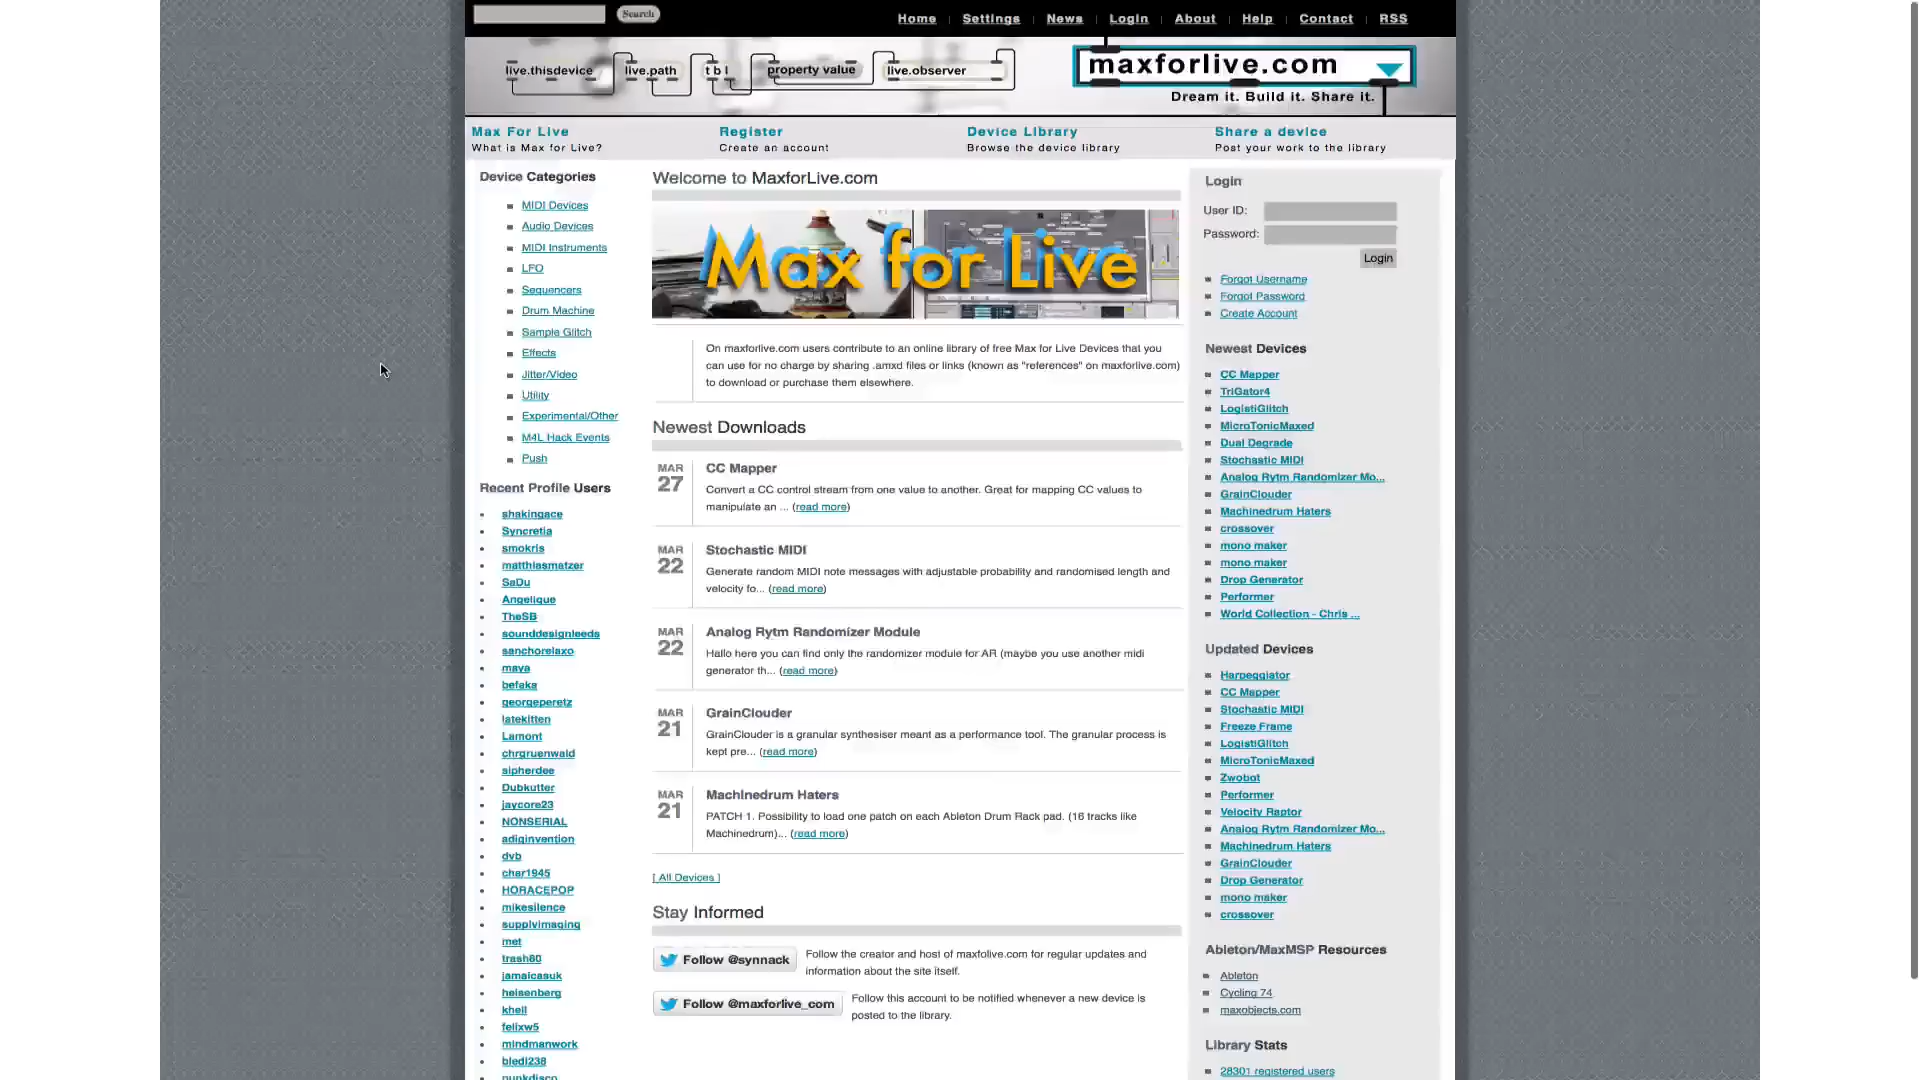 Search
Home
Settings
News
Login
About
Help
Contact
RSS
live.thisdevice
live.path
t b l
property value
live.observer
maxforlive.com
Dream it. Build it. Share it.
Max For Live
What is Max for Live?
Register
Create an account
Device Library
Browse the device library
Share a device
Post your work to the library
Device Categories
MIDI Devices
Audio Devices
MIDI Instruments
LFO
Sequencers
Drum Machine
Sample Glitch
Effects
Jitter/Video
Utility
Experimental/Other
M4L Hack Events
Push
Recent Profile Users
shakingace
Syncretia
smokris
matthiasmatzer
SaDu
Angelique
TheSB
sounddesignleeds
sanchorelaxo
maya
befaka
georgeperetz
latekitten
Lamont
chrgruenwald
sipherdee
Dubkutter
jaycore23
NONSERIAL
adiginvention
dvb
char1945
HORACEPOP
mikesilence
supplyimaging
met
trash80
jamaicasuk
heisenberg
kheil
felixw5
mindmanwork
bledi238
punkdisco
Welcome to MaxforLive.com
Max for Live
On maxforlive.com users contribute to an online library of free Max for Live Devices that you
can use for no charge by sharing .amxd files or links (known as "references" on maxforlive.com)
to download or purchase them elsewhere.
Newest Downloads
MAR
27
CC Mapper
Convert a CC control stream from one value to another. Great for mapping CC values to
manipulate an ... (read more)
MAR
22
Stochastic MIDI
Generate random MIDI note messages with adjustable probability and randomised length and
velocity fo... (read more)
MAR
22
Analog Rytm Randomizer Module
Hallo here you can find only the randomizer module for AR (maybe you use another midi
generator th... (read more)
MAR
21
GrainClouder
GrainClouder is a granular synthesiser meant as a performance tool. The granular process is
kept pre... (read more)
MAR
21
Machinedrum Haters
PATCH 1. Possibility to load one patch on each Ableton Drum Rack pad. (16 tracks like
Machinedrum)... (read more)
[ All Devices ]
Stay Informed
Follow @synnack
Follow the creator and host of maxfolive.com for regular updates and
information about the site itself.
Follow @maxforlive_com
Follow this account to be notified whenever a new device is
posted to the library.
Login
User ID:
Password:
Login
Forgot Username
Forgot Password
Create Account
Newest Devices
CC Mapper
TriGator4
LogistiGlitch
MicroTonicMaxed
Dual Degrade
Stochastic MIDI
Analog Rytm Randomizer Mo...
GrainClouder
Machinedrum Haters
crossover
mono maker
mono maker
Drop Generator
Performer
World Collection - Chris ...
Updated Devices
Harpeggiator
CC Mapper
Stochastic MIDI
Freeze Frame
LogistiGlitch
MicroTonicMaxed
Zwobot
Performer
Velocity Raptor
Analog Rytm Randomizer Mo...
Machinedrum Haters
GrainClouder
Drop Generator
mono maker
crossover
Ableton/MaxMSP Resources
Ableton
Cycling 74
maxobjects.com
Library Stats
28301 registered users